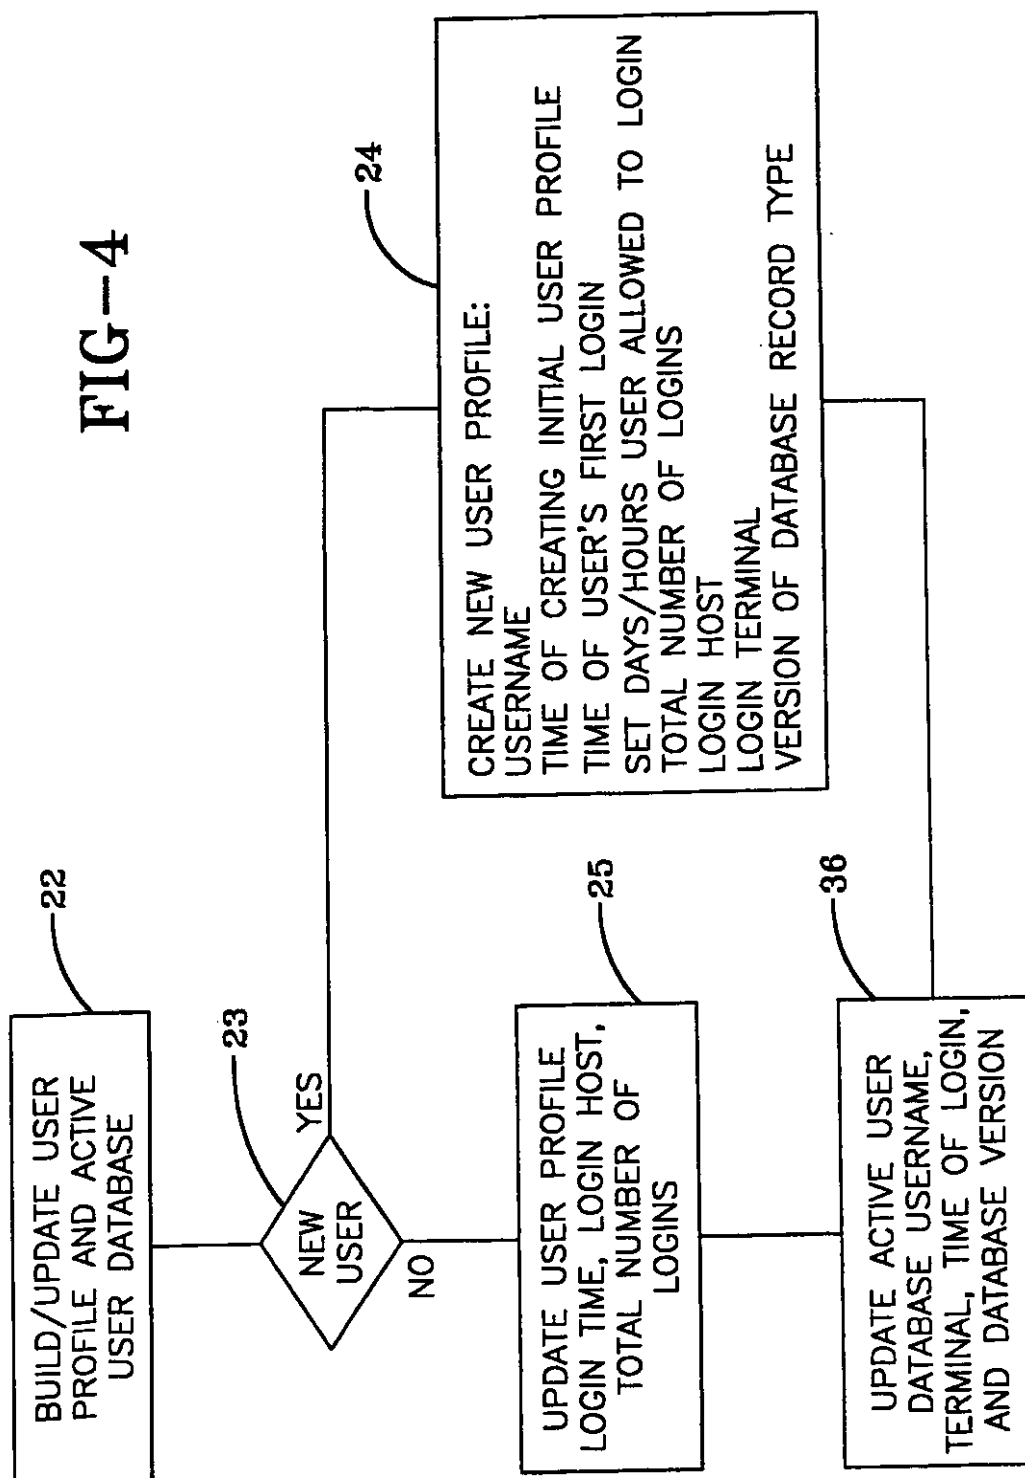 FIG-4
22
BUILD/UPDATE USER
PROFILE AND ACTIVE
USER DATABASE
23
NEW
USER
YES
NO
24
CREATE NEW USER PROFILE:
USERNAME
TIME OF CREATING INITIAL USER PROFILE
TIME OF USER'S FIRST LOGIN
SET DAYS/HOURS USER ALLOWED TO LOGIN
TOTAL NUMBER OF LOGINS
LOGIN HOST
LOGIN TERMINAL
VERSION OF DATABASE RECORD TYPE
25
UPDATE USER PROFILE
LOGIN TIME, LOGIN HOST,
TOTAL NUMBER OF
LOGINS
36
UPDATE ACTIVE USER
DATABASE USERNAME,
TERMINAL, TIME OF LOGIN,
AND DATABASE VERSION